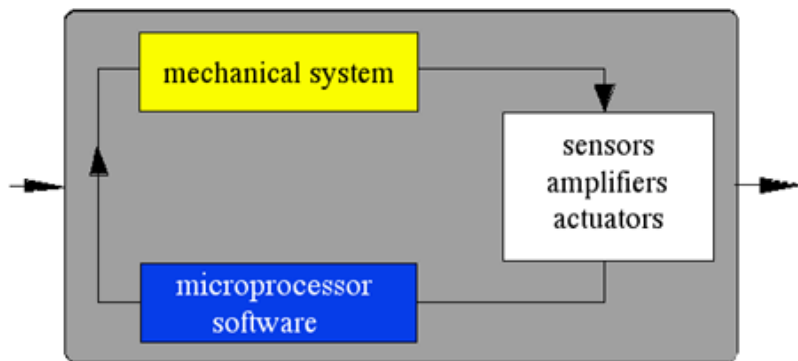 mechanical system
sensors
amplifiers
actuators
microprocessor
software